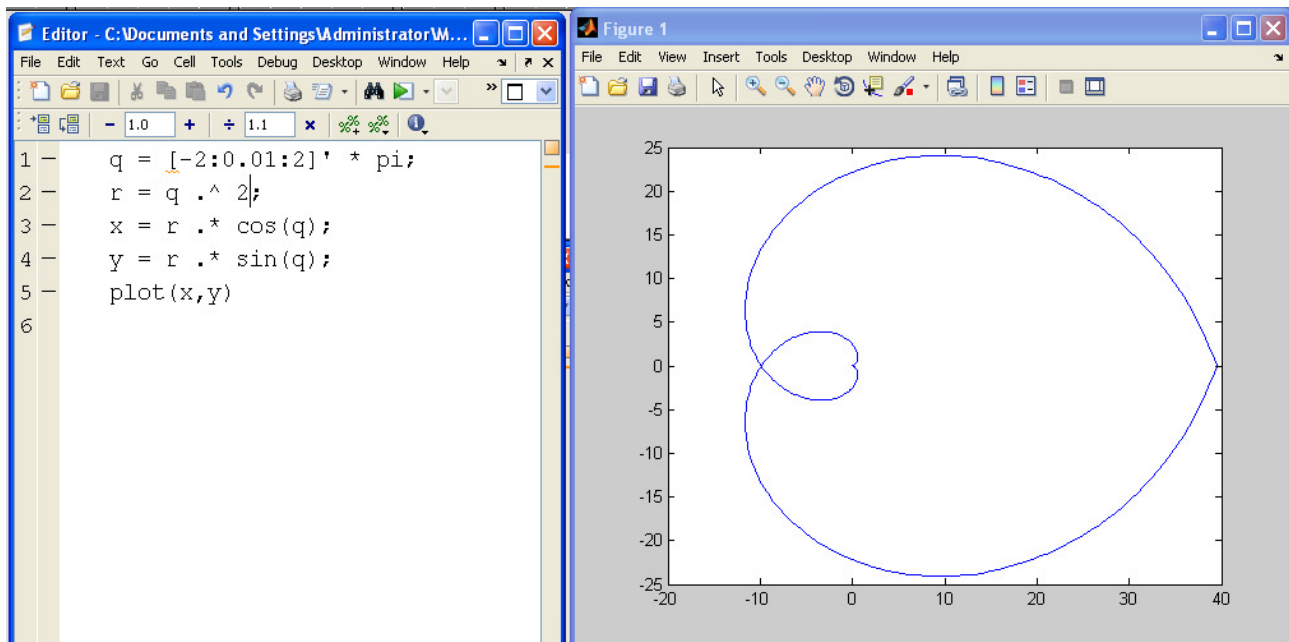 Editor - C:\Documents and Settings\Administrator\M...
File Edit Text Go Cell Tools Debug Desktop Window Help
- 1.0 + ÷ 1.1 ×
1 - q = [-2:0.01:2]' * pi;
2 - r = q .^ 2;
3 - x = r .* cos(q);
4 - y = r .* sin(q);
5 - plot(x,y)
6
Figure 1
File Edit View Insert Tools Desktop Window Help
25
20
15
10
5
0
-5
-10
-15
-20
-25
-20 -10 0 10 20 30 40